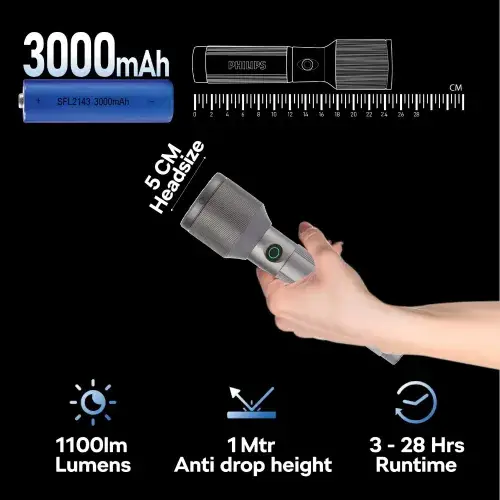 3000mAh
SFL2143 3000mAh
PHILIPS
CM
0 2 4 6 8 10 12 14 16 18 20 22 24 26 28
5 CM
Headsize
1100lm
Lumens
1 Mtr
Anti drop height
3 - 28 Hrs
Runtime